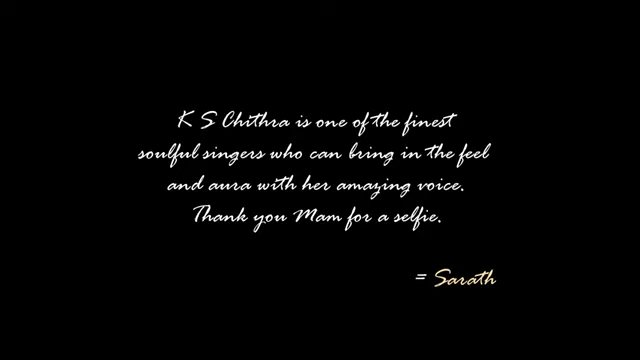 K S Chithra is one of the finest
soulful singers who can bring in the feel
and aura with her amazing voice.
Thank you Mam for a selfie.
= Sarath